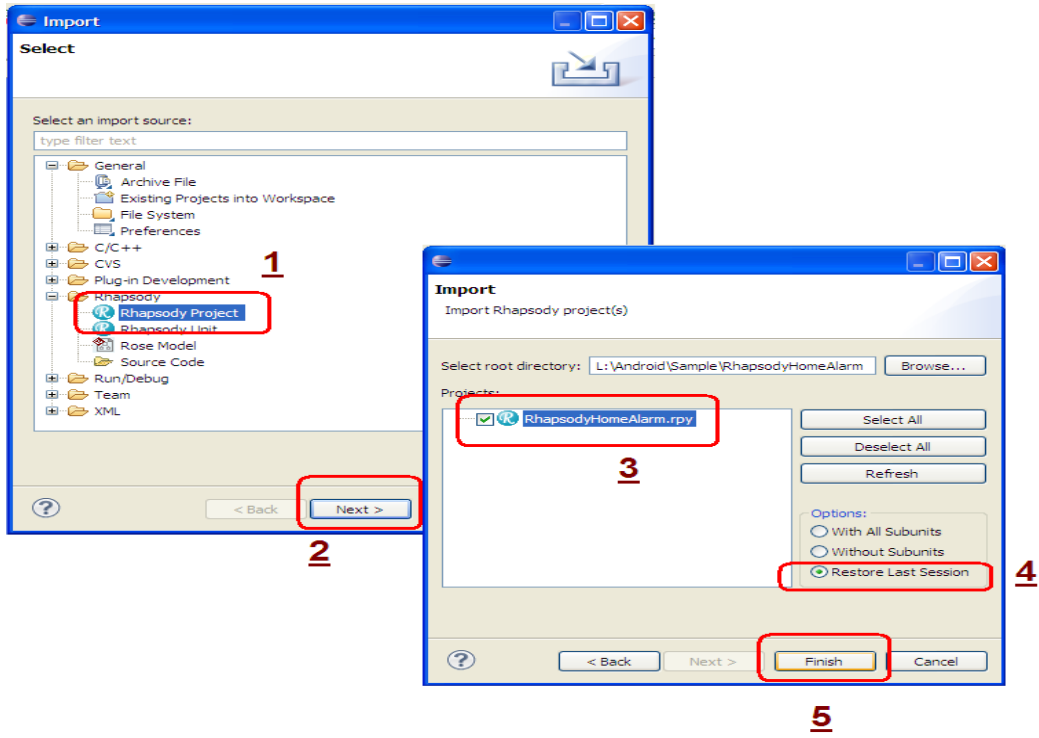 Import
Select
Select an import source:
type filter text
General
Archive File
Existing Projects into Workspace
File System
Preferences
C/C++
CVS
Plug-in Development
Rhapsody
Rhapsody Project
Rhapsody Unit
Rose Model
Source Code
Run/Debug
Team
XML
1
< Back
Next >
2
Import
Import Rhapsody project(s)
Select root directory: L:\Android\Sample\RhapsodyHomeAlarm Browse...
Projects:
RhapsodyHomeAlarm.rpy
3
Select All
Deselect All
Refresh
Options:
With All Subunits
Without Subunits
Restore Last Session
4
< Back
Next >
Finish
Cancel
5